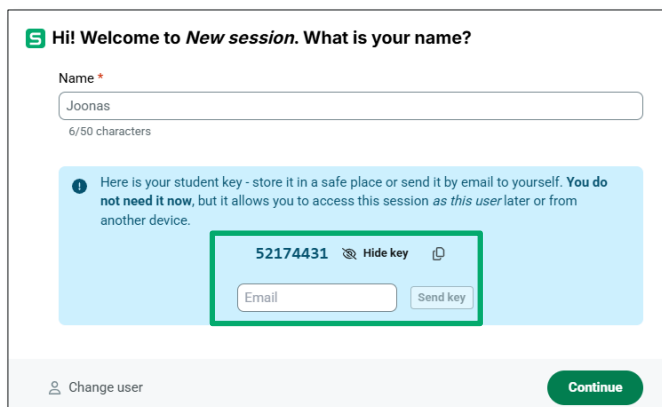 S Hi! Welcome to New session. What is your name?
Name *
Joonas
6/50 characters
Here is your student key - store it in a safe place or send it by email to yourself. You do
not need it now, but it allows you to access this session as this user later or from
another device.
52174431 Hide key
Email Send key
Change user Continue